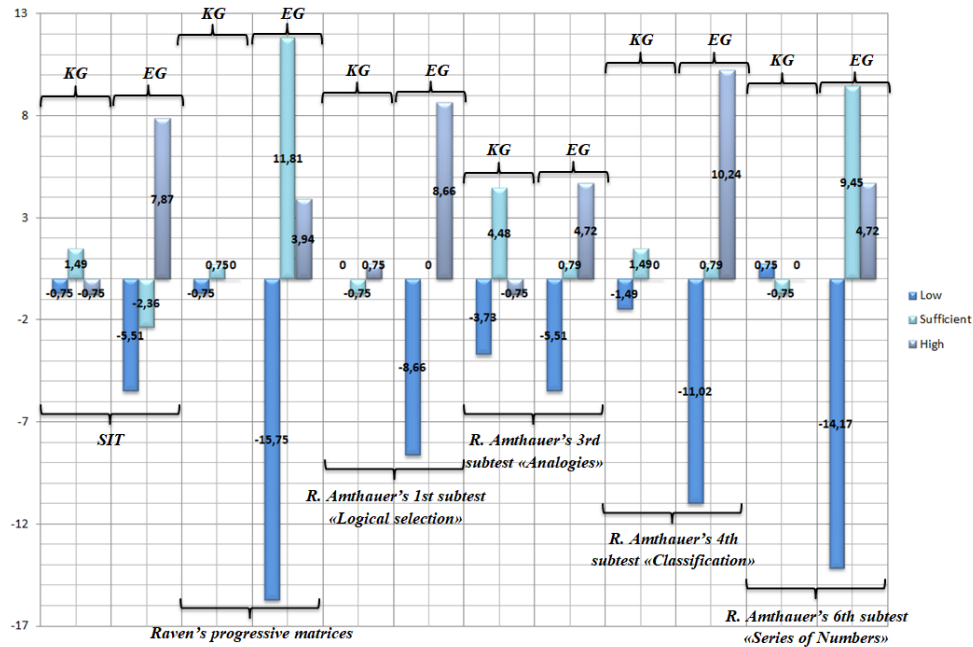 13
8
3
-2
-7
-12
-17
KG
EG
KG
EG
KG
EG
KG
EG
KG
EG
KG
EG
-0,75
1,49
-0,75
-5,51
-2,36
7,87
-0,75
0,75
0
-15,75
11,81
3,94
0
-0,75
0,75
-8,66
0
8,66
-3,73
4,48
-0,75
-5,51
0,79
4,72
-1,49
1,49
0
-11,02
0,79
10,24
0,75
-0,75
0
-14,17
9,45
4,72
Low
Sufficient
High
SIT
Raven's progressive matrices
R. Amthauer's 1st subtest
«Logical selection»
R. Amthauer's 3rd
subtest «Analogies»
R. Amthauer's 4th
subtest «Classification»
R. Amthauer's 6th subtest
«Series of Numbers»